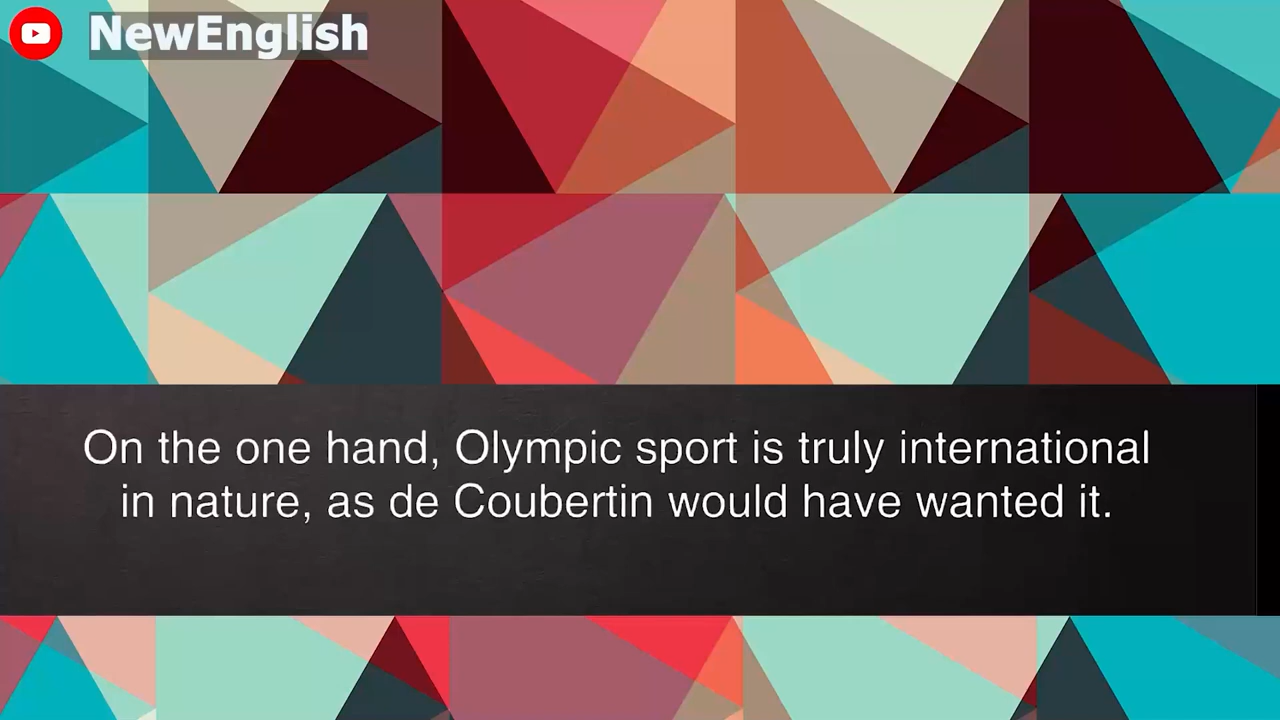 NewEnglish
On the one hand, Olympic sport is truly international
in nature, as de Coubertin would have wanted it.